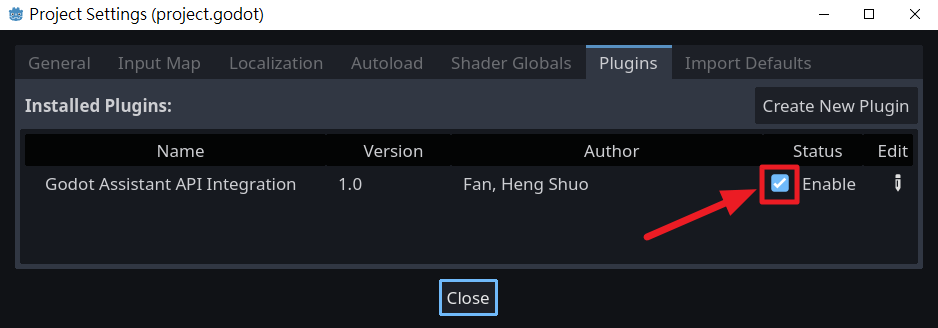 Project Settings (project.godot)
General Input Map Localization Autoload Shader Globals Plugins Import Defaults
Installed Plugins: Create New Plugin
Name Version Author Status Edit
Godot Assistant API Integration 1.0 Fan, Heng Shuo Enable
Close